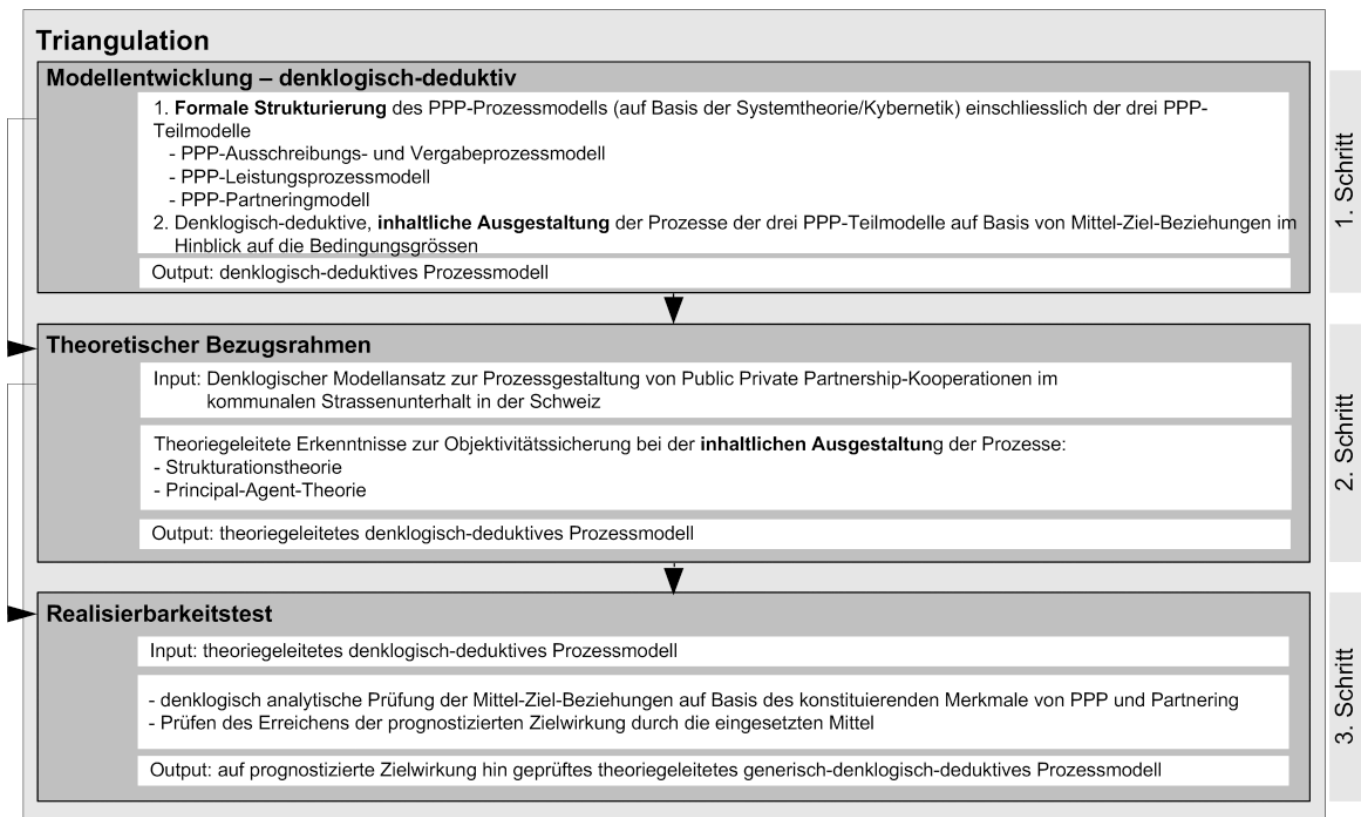 Triangulation
Modellentwicklung – denklogisch-deduktiv
1. Formale Strukturierung des PPP-Prozessmodells (auf Basis der Systemtheorie/Kybernetik) einschliesslich der drei PPP-
Teilmodelle
- PPP-Ausschreibungs- und Vergabeprozessmodell
- PPP-Leistungsprozessmodell
- PPP-Partneringmodell
2. Denklogisch-deduktive, inhaltliche Ausgestaltung der Prozesse der drei PPP-Teilmodelle auf Basis von Mittel-Ziel-Beziehungen im
Hinblick auf die Bedingungsgrössen
Output: denklogisch-deduktives Prozessmodell
1. Schritt
Theoretischer Bezugsrahmen
Input: Denklogischer Modellansatz zur Prozessgestaltung von Public Private Partnership-Kooperationen im
kommunalen Strassenunterhalt in der Schweiz
Theoriegeleitete Erkenntnisse zur Objektivitätssicherung bei der inhaltlichen Ausgestaltung der Prozesse:
- Strukturationstheorie
- Principal-Agent-Theorie
Output: theoriegeleitetes denklogisch-deduktives Prozessmodell
2. Schritt
Realisierbarkeitstest
Input: theoriegeleitetes denklogisch-deduktives Prozessmodell
- denklogisch analytische Prüfung der Mittel-Ziel-Beziehungen auf Basis des konstituierenden Merkmale von PPP und Partnering
- Prüfen des Erreichens der prognostizierten Zielwirkung durch die eingesetzten Mittel
Output: auf prognostizierte Zielwirkung hin geprüftes theoriegeleitetes generisch-denklogisch-deduktives Prozessmodell
3. Schritt